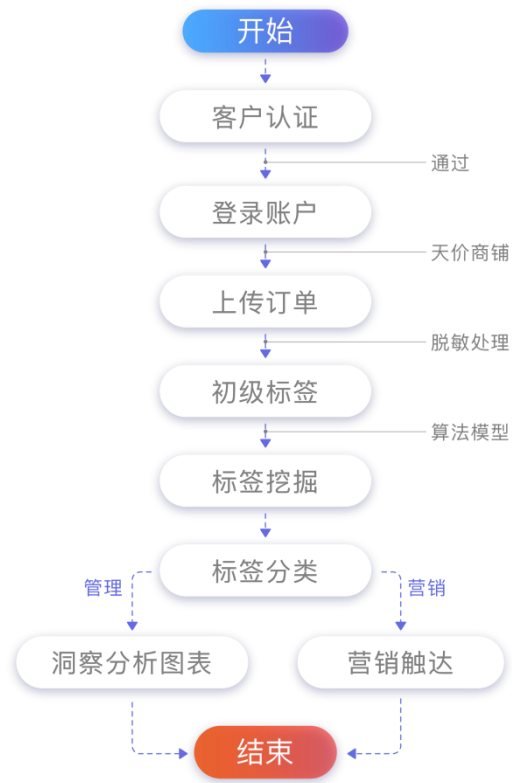 开始
客户认证
通过
登录账户
天价商铺
上传订单
脱敏处理
初级标签
算法模型
标签挖掘
标签分类
管理
营销
洞察分析图表
营销触达
结束